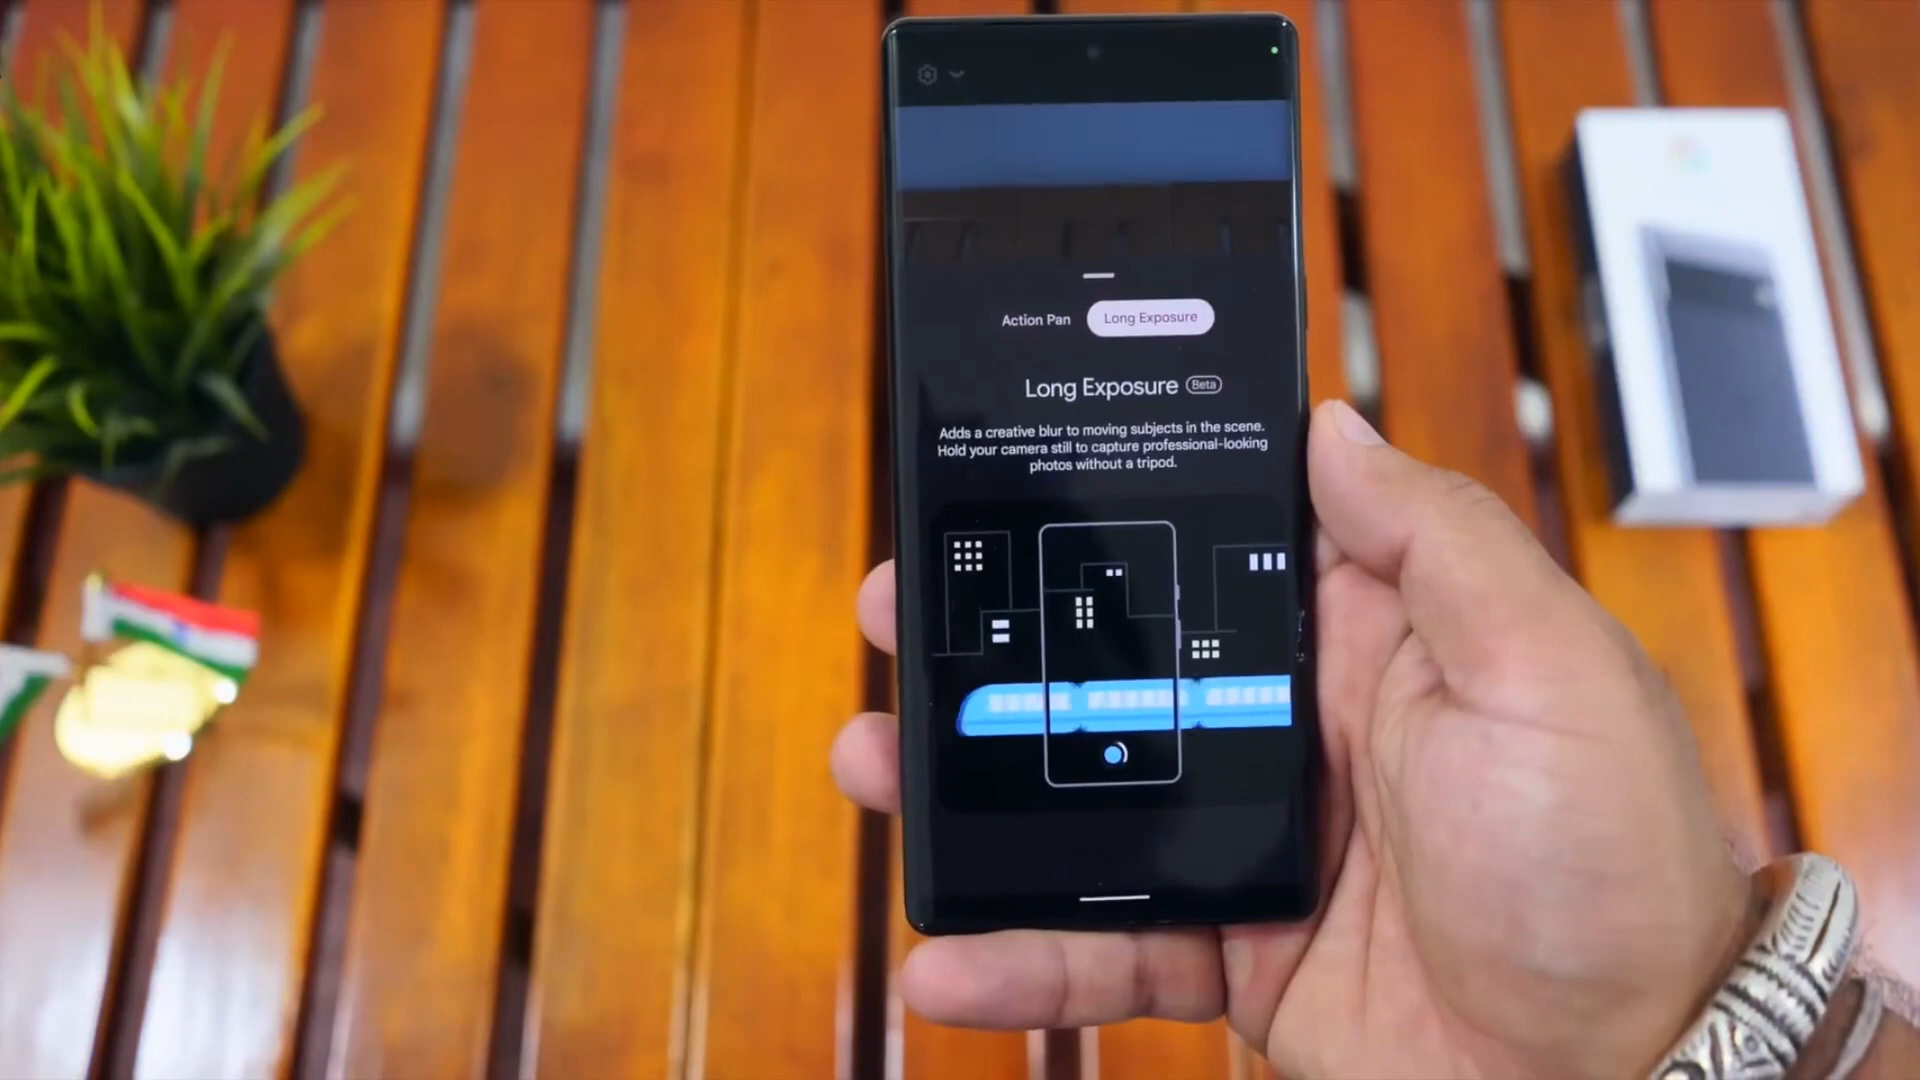 Action Pan Long Exposure
Long Exposure Beta
Adds a creative blur to moving subjects in the scene.
Hold your camera still to capture professional-looking
photos without a tripod.